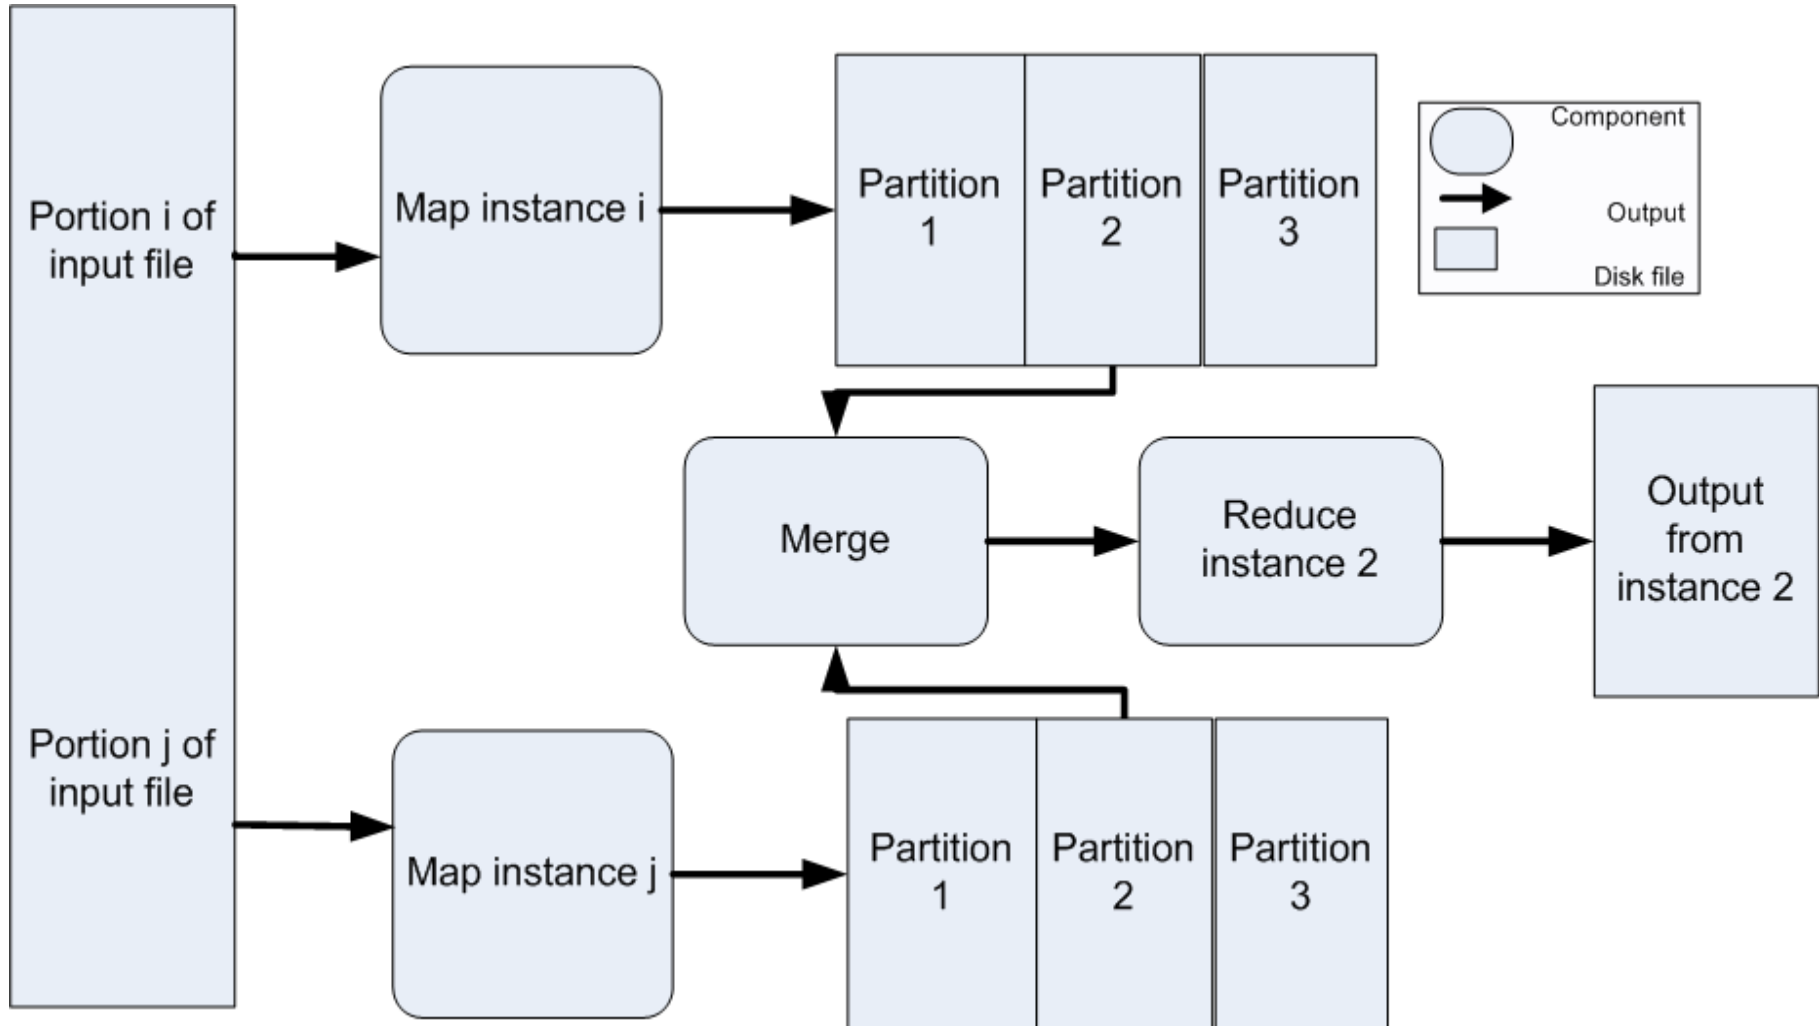 Portion i of
input file
Map instance i
Partition
1
Partition
2
Partition
3
Component
Output
Disk file
Merge
Reduce
instance 2
Output
from
instance 2
Portion j of
input file
Map instance j
Partition
1
Partition
2
Partition
3